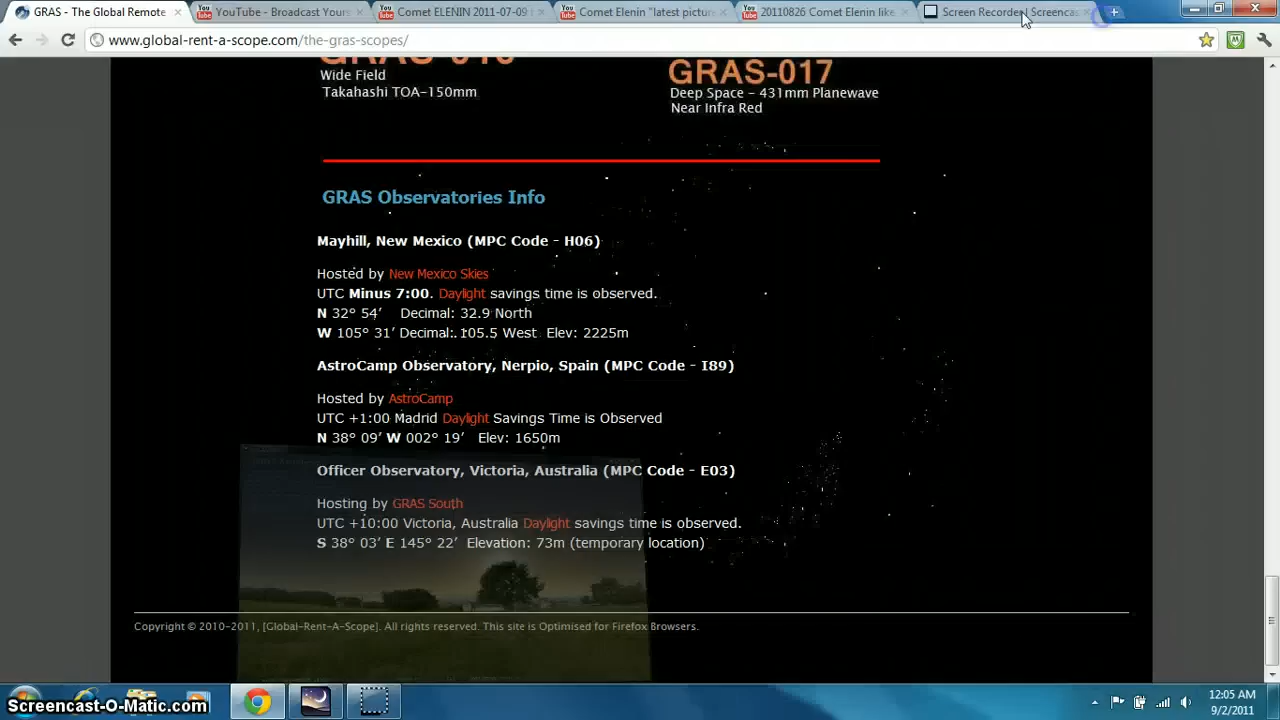 GRAS - The Global Remote
YouTube - Broadcast Yours
Comet ELENIN 2011-07-09
Comet Elenin "latest pictur
20110826 Comet Elenin like
Screen Recorder | Screencas
www.global-rent-a-scope.com/the-gras-scopes/
Wide Field
Takahashi TOA-150mm
GRAS-017
Deep Space - 431mm Planewave
Near Infra Red
GRAS Observatories Info
Mayhill, New Mexico (MPC Code - H06)
Hosted by New Mexico Skies
UTC Minus 7:00. Daylight savings time is observed.
N 32° 54′ Decimal: 32.9 North
W 105° 31′ Decimal: 105.5 West Elev: 2225m
AstroCamp Observatory, Nerpio, Spain (MPC Code - I89)
Hosted by AstroCamp
UTC +1:00 Madrid Daylight Savings Time is Observed
N 38° 09′ W 002° 19′ Elev: 1650m
Officer Observatory, Victoria, Australia (MPC Code - E03)
Hosting by GRAS South
UTC +10:00 Victoria, Australia Daylight savings time is observed.
S 38° 03′ E 145° 22′ Elevation: 73m (temporary location)
Copyright © 2010-2011, [Global-Rent-A-Scope]. All rights reserved. This site is Optimised for Firefox Browsers.
Screencast-O-Matic.com
12:05 AM
9/2/2011